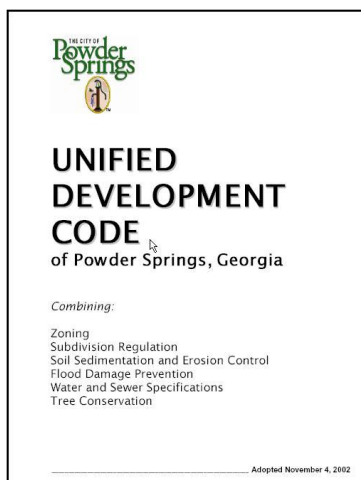 THE CITY OF
Powder
Springs
UNIFIED
DEVELOPMENT
CODE
of Powder Springs, Georgia
Combining:
Zoning
Subdivision Regulation
Soil Sedimentation and Erosion Control
Flood Damage Prevention
Water and Sewer Specifications
Tree Conservation
Adopted November 4, 2002